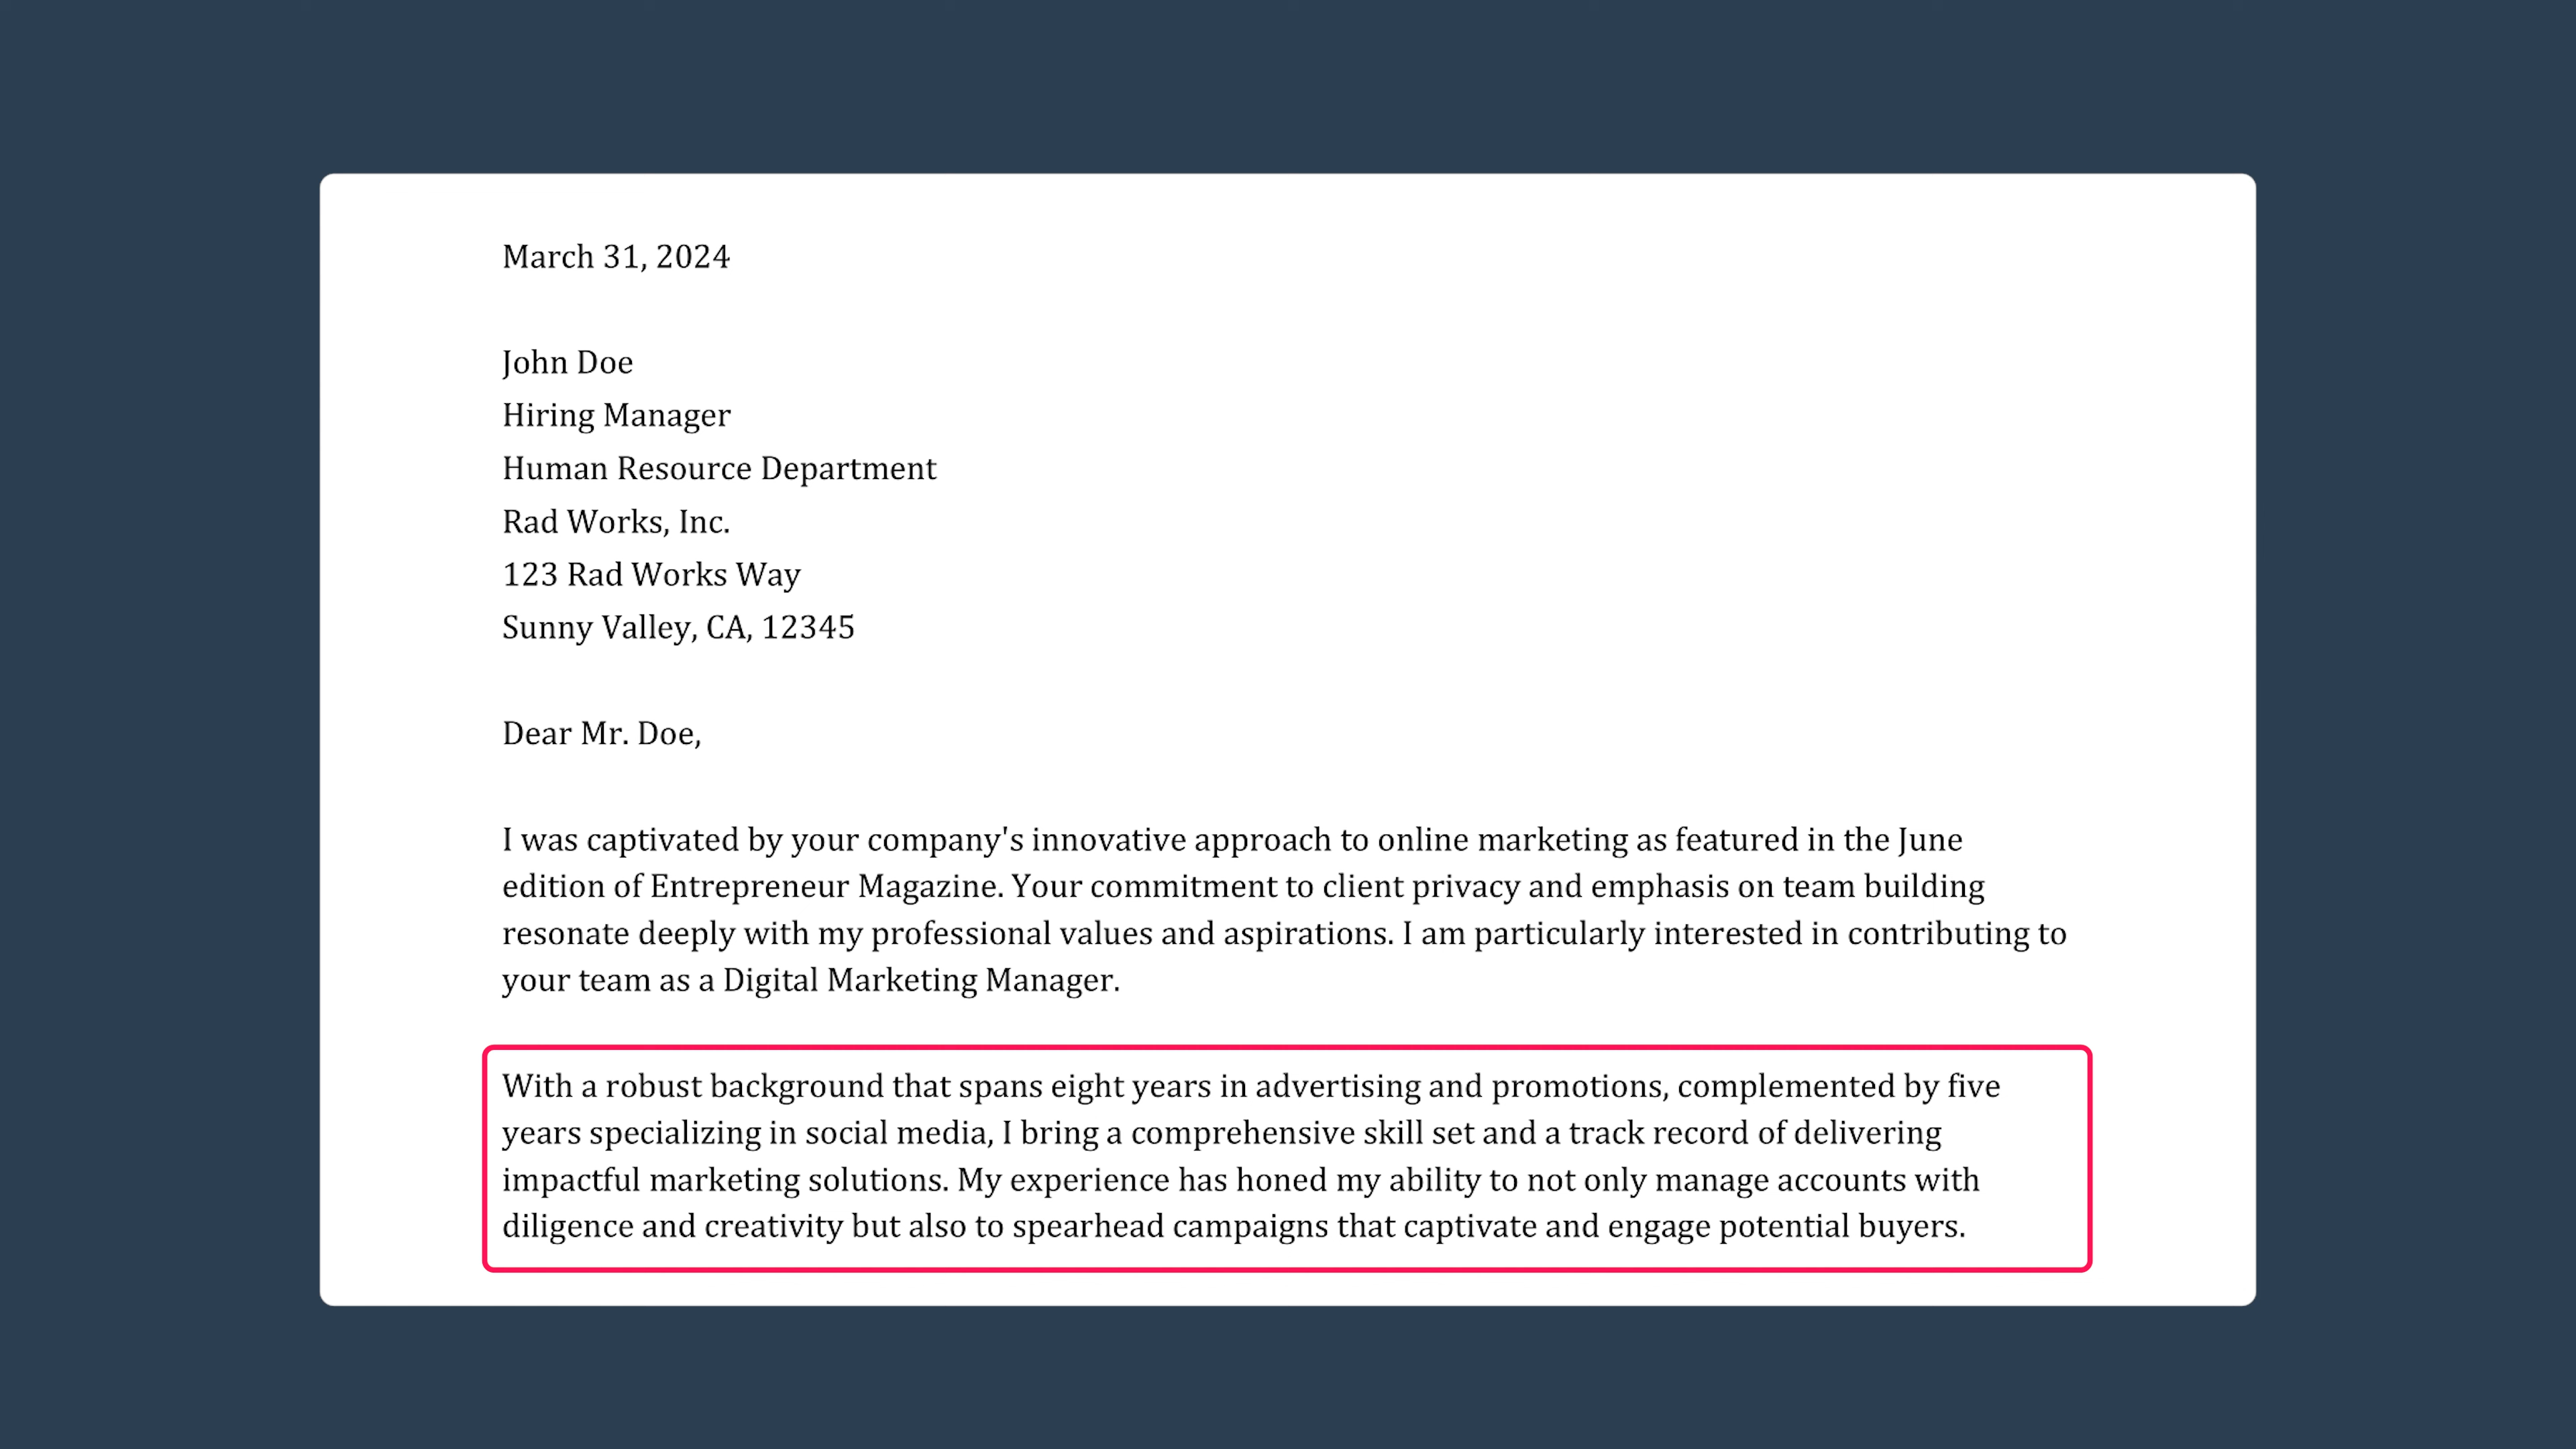 March 31, 2024
John Doe
Hiring Manager
Human Resource Department
Rad Works, Inc.
123 Rad Works Way
Sunny Valley, CA, 12345
Dear Mr. Doe,
I was captivated by your company's innovative approach to online marketing as featured in the June
edition of Entrepreneur Magazine. Your commitment to client privacy and emphasis on team building
resonate deeply with my professional values and aspirations. I am particularly interested in contributing to
your team as a Digital Marketing Manager.
With a robust background that spans eight years in advertising and promotions, complemented by five
years specializing in social media, I bring a comprehensive skill set and a track record of delivering
impactful marketing solutions. My experience has honed my ability to not only manage accounts with
diligence and creativity but also to spearhead campaigns that captivate and engage potential buyers.